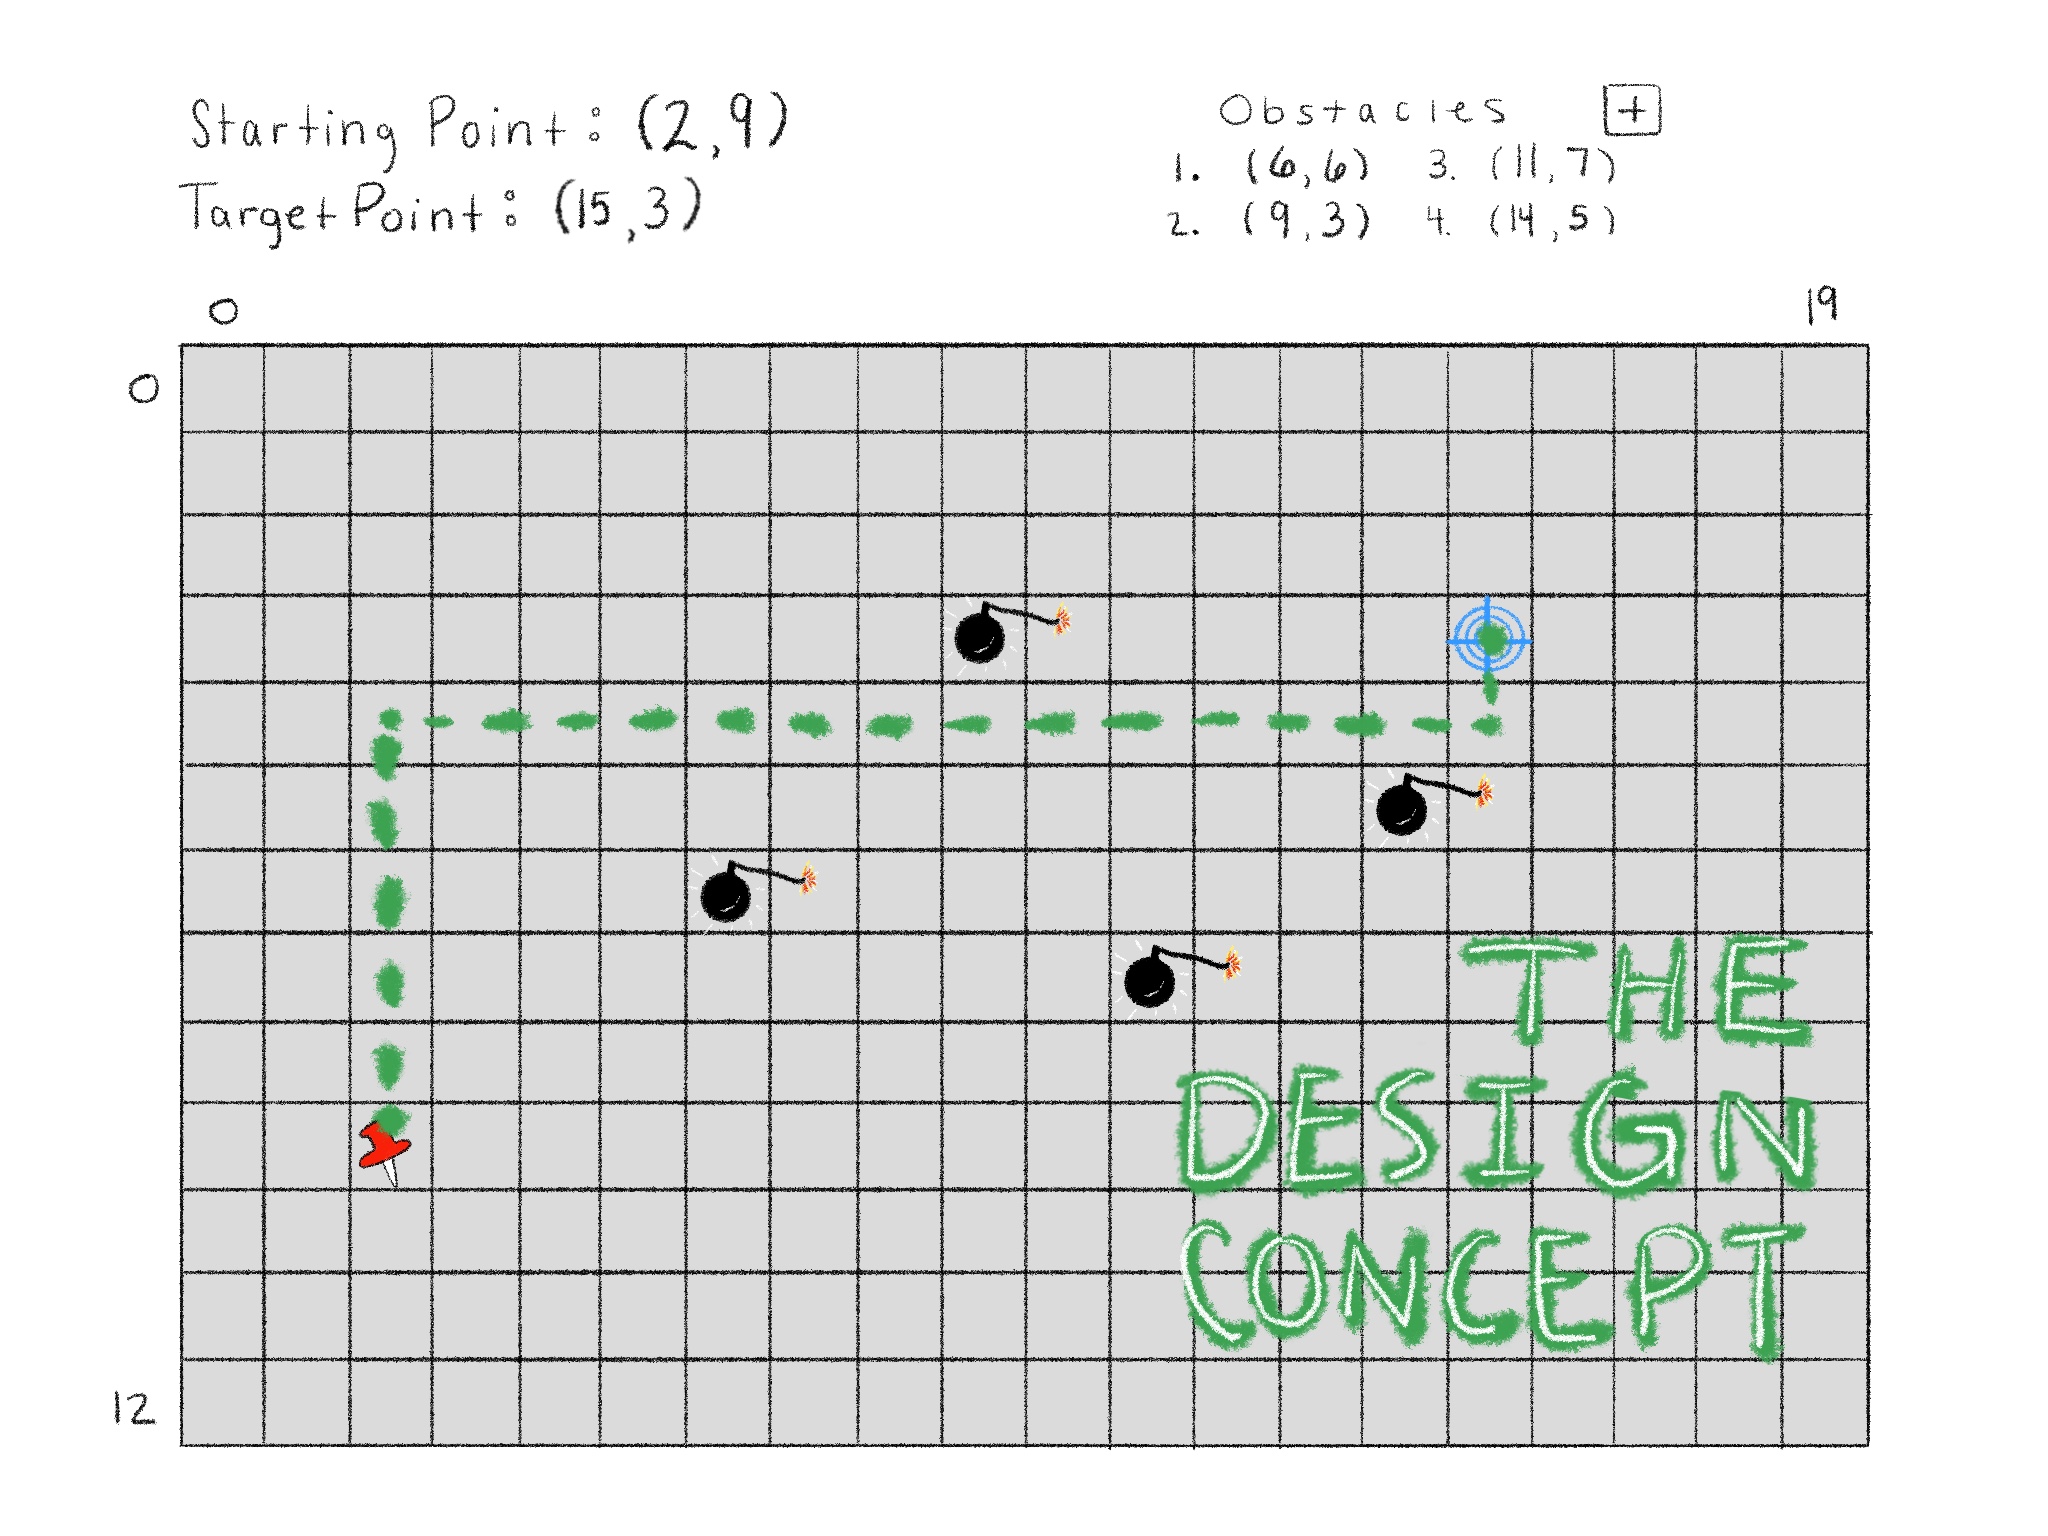 Starting Point: (2,9)
Target Point: (15,3)
Obstacles +
1. (6,6) 3. (11,7)
2. (9,3) 4. (14,5)
0 19
0
12
THE
DESIGN
CONCEPT